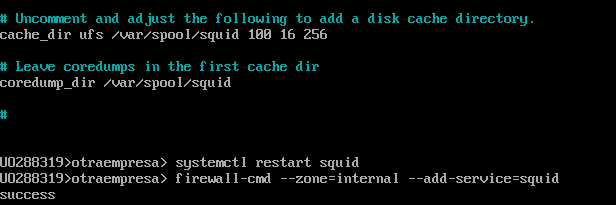 # Uncomment and adjust the following to add a disk cache directory.
cache_dir ufs /var/spool/squid 100 16 256
# Leave coredumps in the first cache dir
coredump_dir /var/spool/squid
#
UO288319>otraempresa> systemctl restart squid
UO288319>otraempresa> firewall-cmd --zone=internal --add-service=squid
success